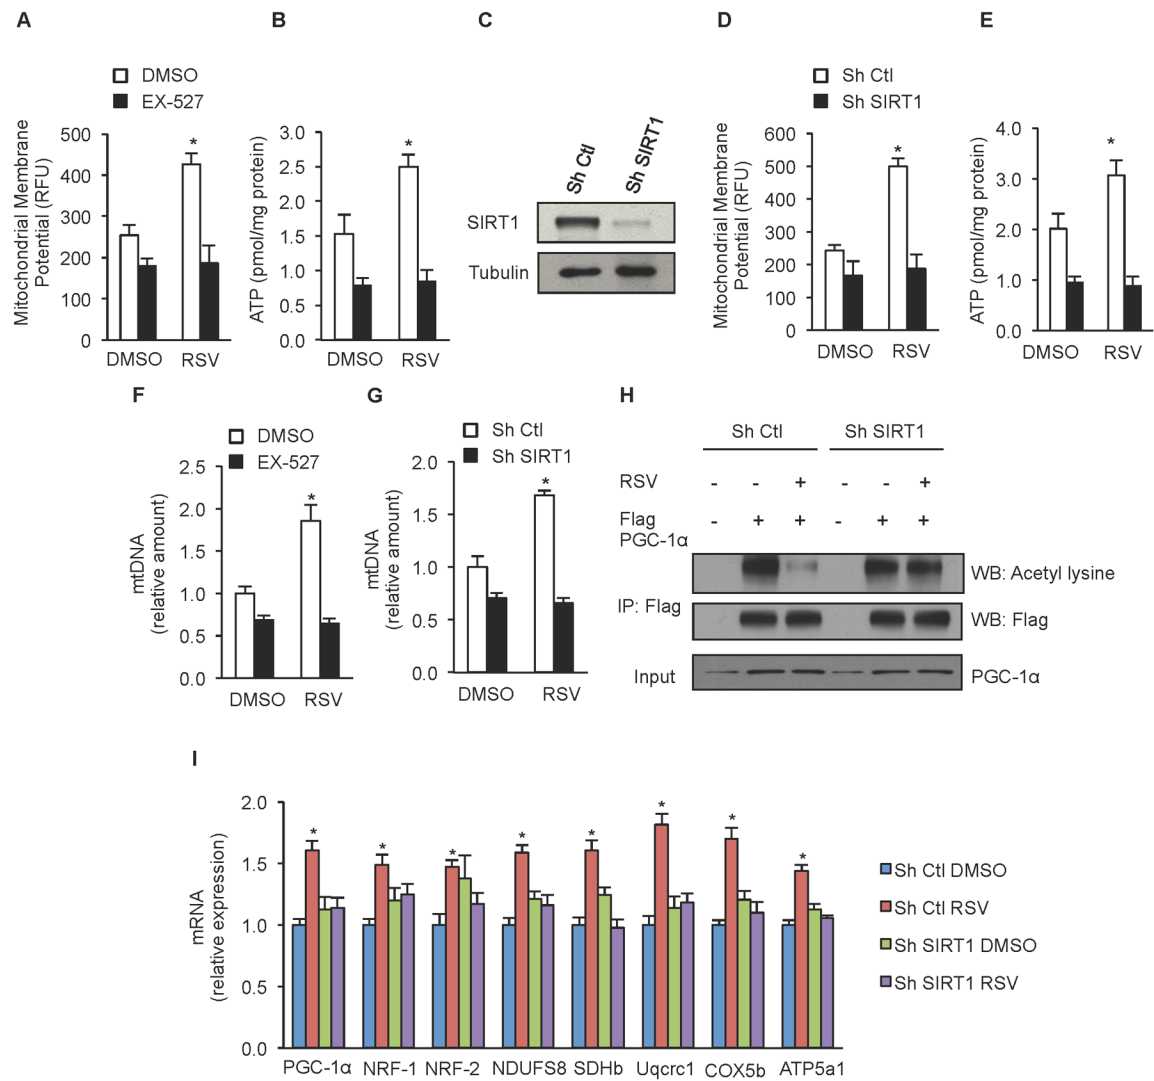 A
B
C
D
E
DMSO
EX-527
Sh Ctl
Sh SIRT1
Mitochondrial Membrane
Potential (RFU)
500
400
300
200
100
0
DMSO
RSV
*
ATP (pmol/mg protein)
3.0
2.5
2.0
1.5
1.0
0.5
0.0
DMSO
RSV
*
Sh Ctl
Sh SIRT1
SIRT1
Tubulin
Mitochondrial Membrane
Potential (RFU)
600
500
400
300
200
100
0
DMSO
RSV
*
ATP (pmol/mg protein)
4.0
3.0
2.0
1.0
0.0
DMSO
RSV
*
F
G
H
DMSO
EX-527
mtDNA
(relative amount)
2.5
2.0
1.5
1.0
0.5
0.0
DMSO
RSV
*
Sh Ctl
Sh SIRT1
mtDNA
(relative amount)
2.0
1.5
1.0
0.5
0.0
DMSO
RSV
*
Sh Ctl
Sh SIRT1
RSV - - + - - +
Flag
PGC-1α
- + + - + +
IP: Flag
WB: Acetyl lysine
WB: Flag
Input
PGC-1α
I
mRNA
(relative expression)
2.0
1.5
1.0
0.5
0.0
* * * * * * * *
PGC-1α NRF-1 NRF-2 NDUFS8 SDHb Uqcrc1 COX5b ATP5a1
Sh Ctl DMSO
Sh Ctl RSV
Sh SIRT1 DMSO
Sh SIRT1 RSV